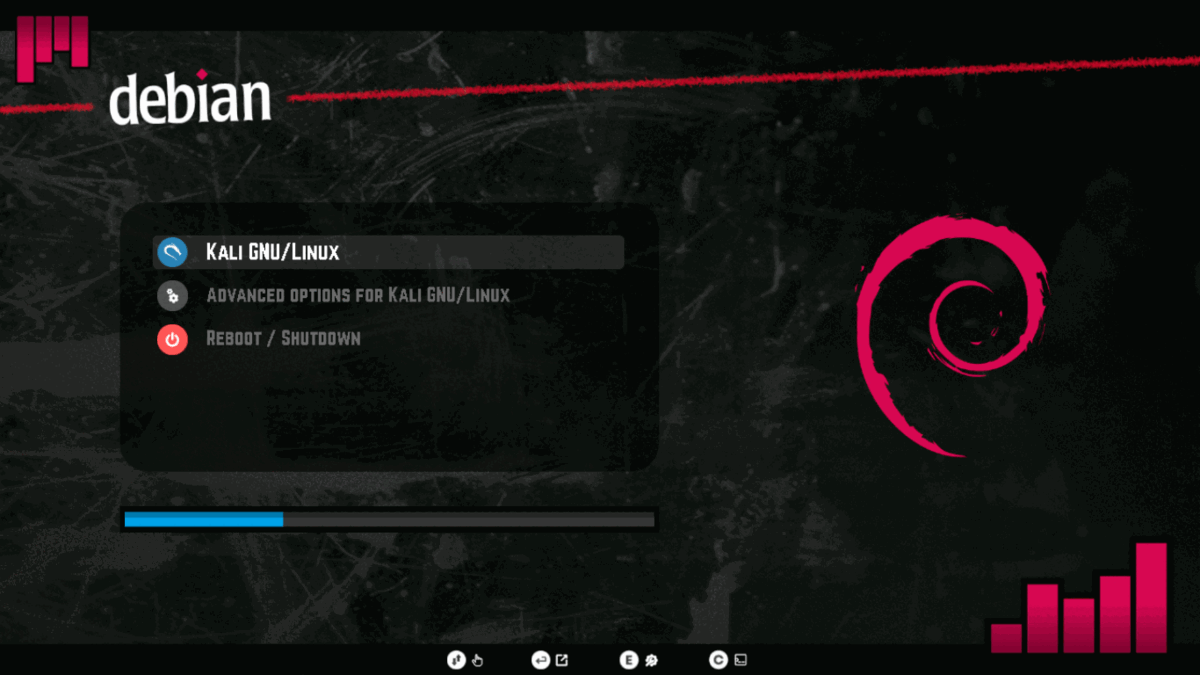 debian
Kali GNU/Linux
Advanced options for Kali GNU/Linux
Reboot / Shutdown
E C